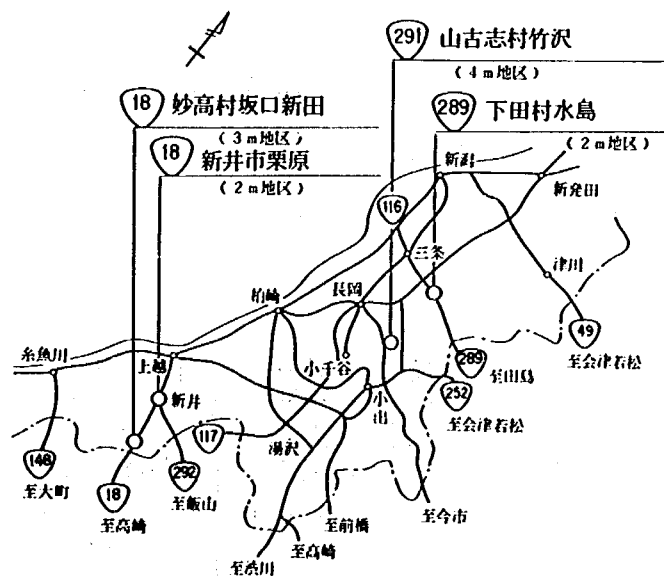 291 山古志村竹沢
(4m地区)
18 妙高村坂口新田
(3m地区)
289 下田村水島
(2m地区)
18 新井市栗原
(2m地区)
新潟
新発田
116
三条
津川
柏崎
長岡
49
至会津若松
糸魚川
上越
小千谷
289
至田島
新井
小出
252
至会津若松
117
湯沢
148
至大町
18
至高崎
292
至飯山
至前橋
至今市
至高崎
至渋川